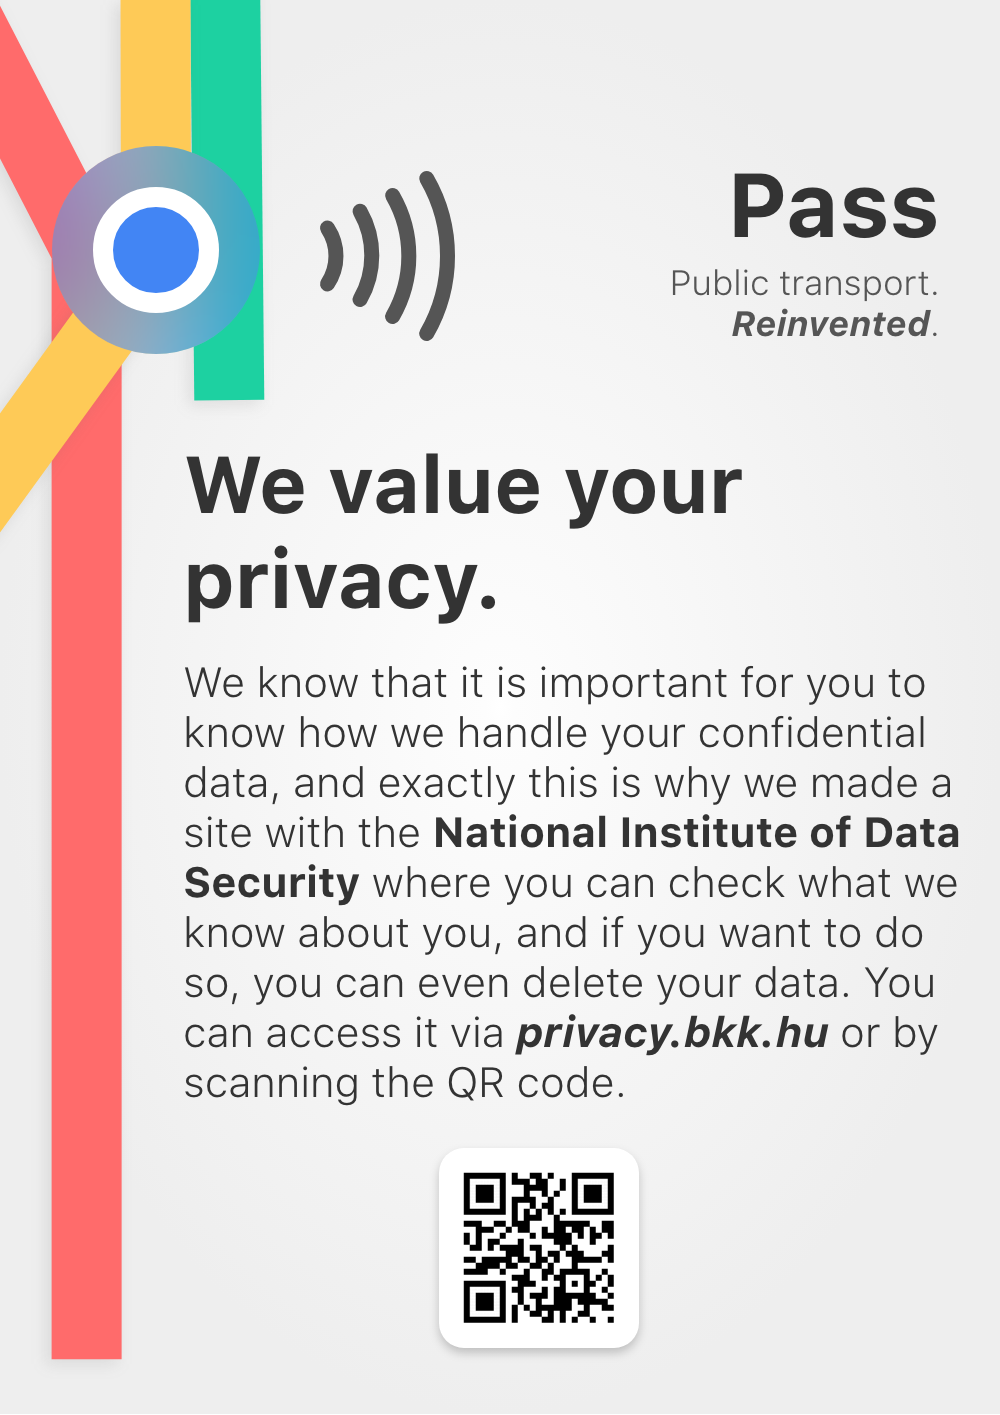 Pass
Public transport.
Reinvented.
We value your
privacy.
We know that it is important for you to
know how we handle your confidential
data, and exactly this is why we made a
site with the National Institute of Data
Security where you can check what we
know about you, and if you want to do
so, you can even delete your data. You
can access it via privacy.bkk.hu or by
scanning the QR code.